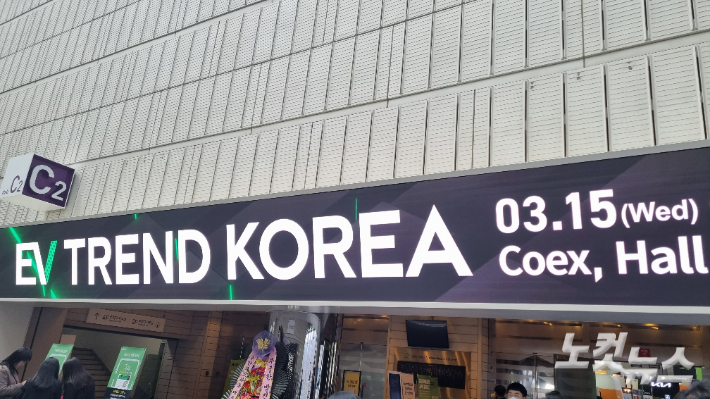 C2
EV TREND KOREA
03.15 (Wed)
Coex, Hall
노컷뉴스